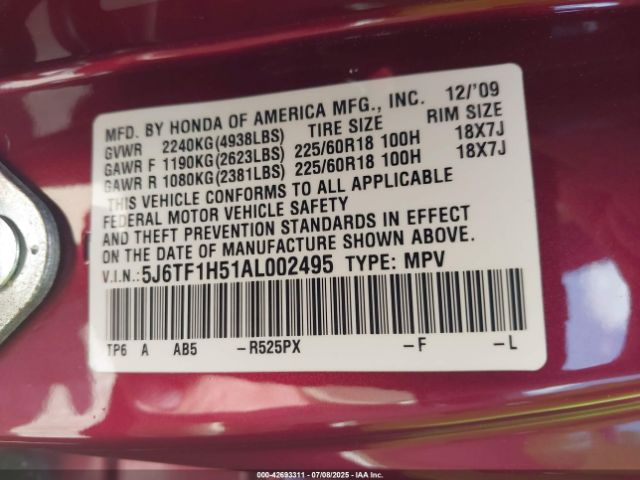 MFD. BY HONDA OF AMERICA MFG., INC. 12/'09
GVWR 2240KG(4938LBS) TIRE SIZE RIM SIZE
GAWR F 1190KG(2623LBS) 225/60R18 100H 18X7J
GAWR R 1080KG(2381LBS) 225/60R18 100H 18X7J
THIS VEHICLE CONFORMS TO ALL APPLICABLE
FEDERAL MOTOR VEHICLE SAFETY
AND THEFT PREVENTION STANDARDS IN EFFECT
ON THE DATE OF MANUFACTURE SHOWN ABOVE.
V.I.N.:5J6TF1H51AL002495 TYPE: MPV
TP6 A AB5 -R525PX -F -L
000-42693311 - 07/08/2025 - IAAI.COM